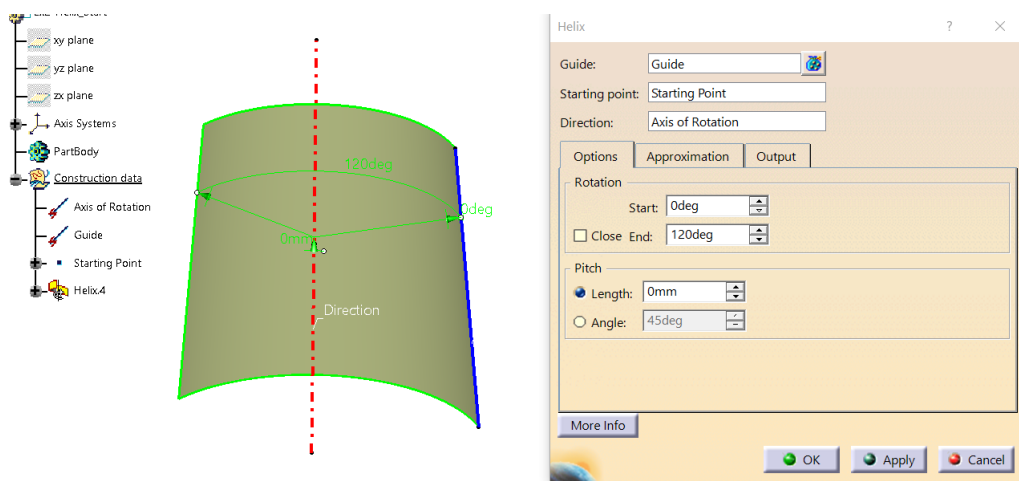 xy plane
yz plane
zx plane
Axis Systems
PartBody
Construction data
Axis of Rotation
Guide
Starting Point
Helix.4
120deg
0deg
0mm
Direction
Helix ? ×
Guide: Guide
Starting point: Starting Point
Direction: Axis of Rotation
Options Approximation Output
Rotation
Start: 0deg
Close End: 120deg
Pitch
Length: 0mm
Angle: 45deg
More Info
OK Apply Cancel